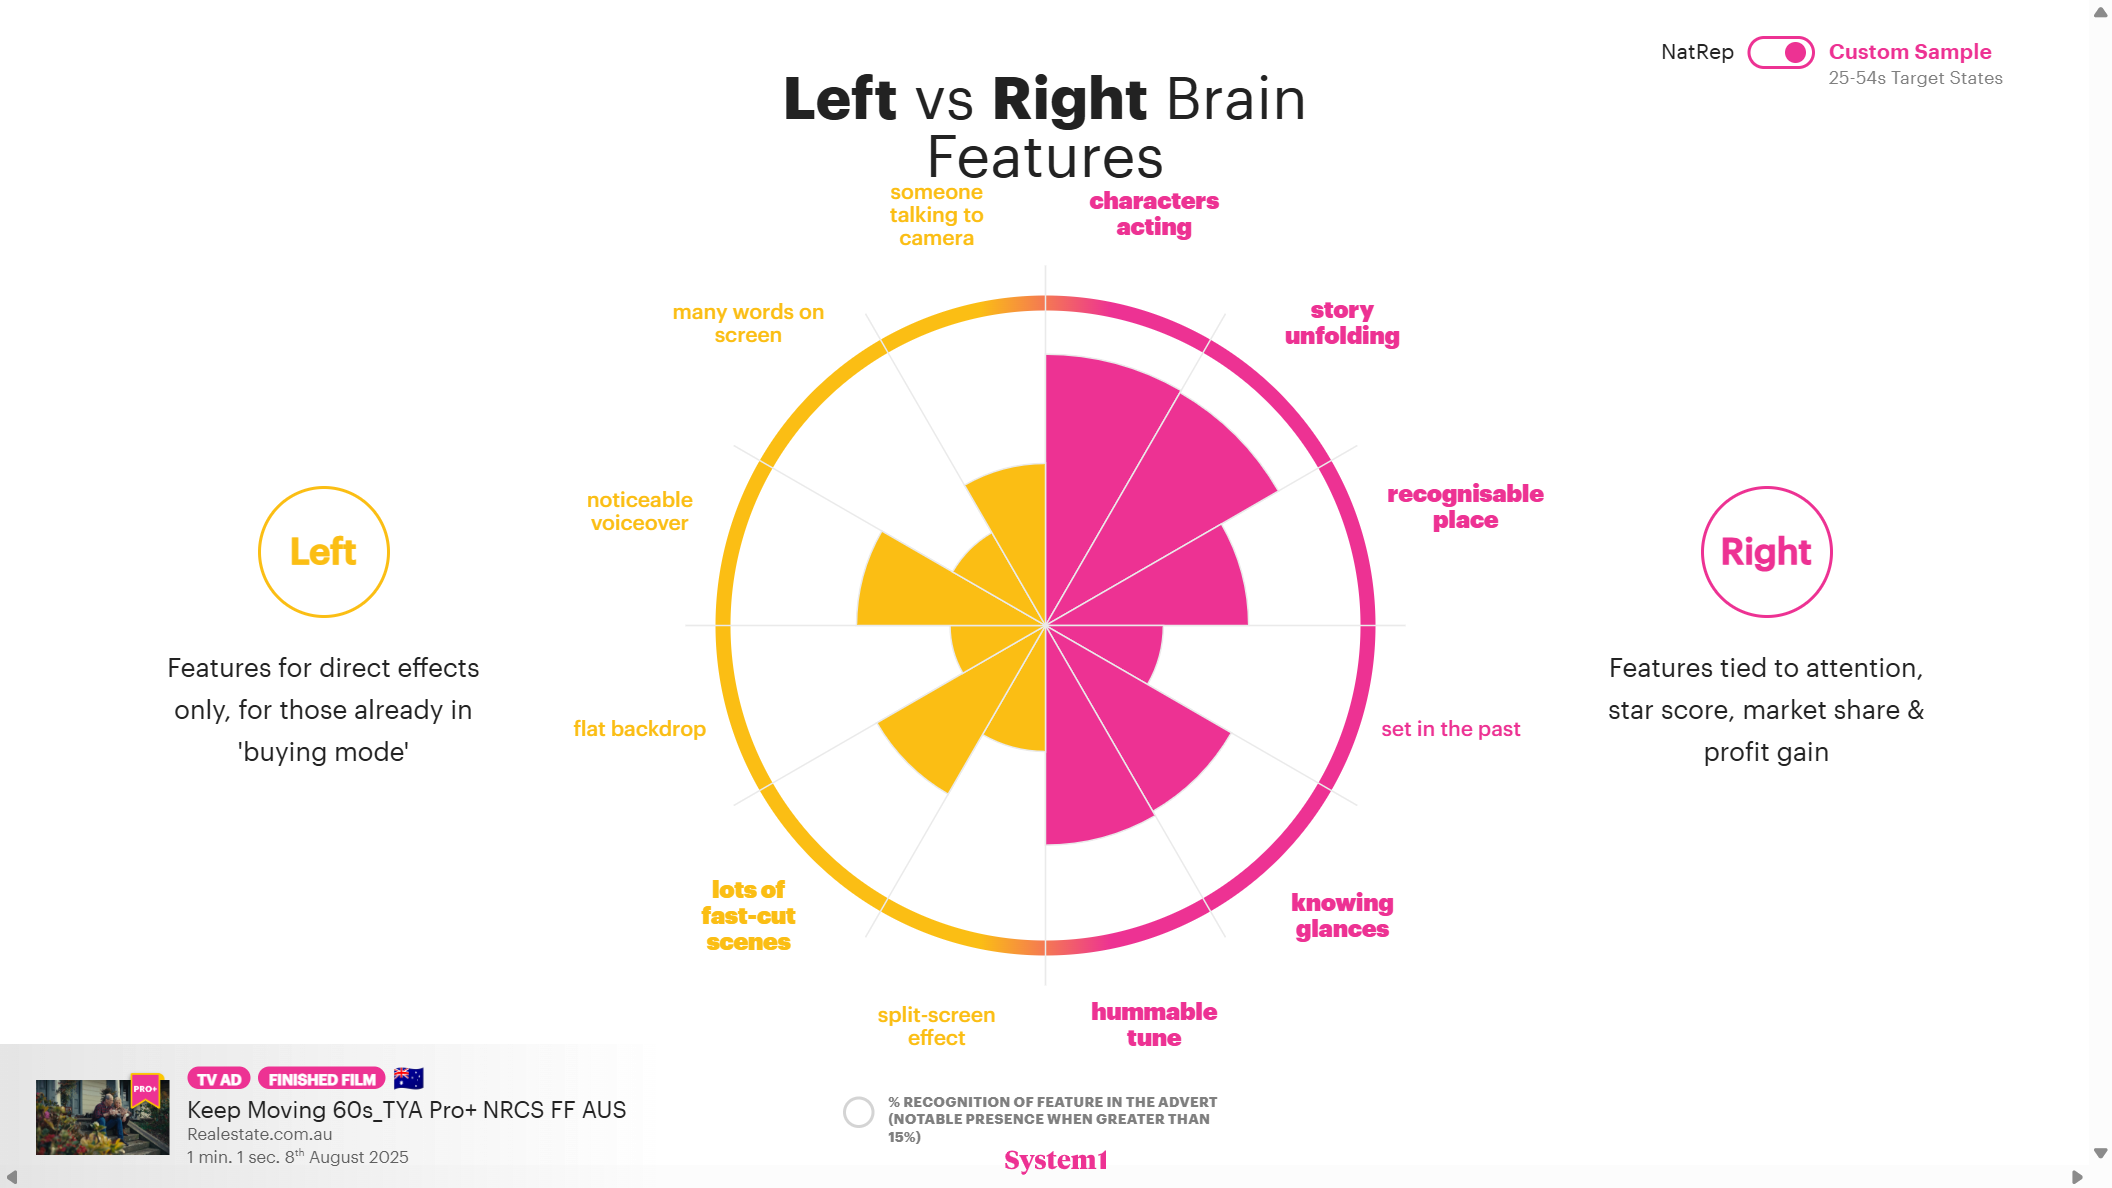 NatRep
Custom Sample
25-54s Target States
Left vs Right Brain
Features
someone
talking to
camera
characters
acting
many words on
screen
story
unfolding
noticeable
voiceover
recognisable
place
Left
Features for direct effects
only, for those already in
'buying mode'
Right
Features tied to attention,
star score, market share &
profit gain
flat backdrop
set in the past
lots of
fast-cut
scenes
knowing
glances
split-screen
effect
hummable
tune
PRO+
TV AD
FINISHED FILM
Keep Moving 60s_TYA Pro+ NRCS FF AUS
Realestate.com.au
1 min. 1 sec. 8th August 2025
% RECOGNITION OF FEATURE IN THE ADVERT
(NOTABLE PRESENCE WHEN GREATER THAN
15%)
System1